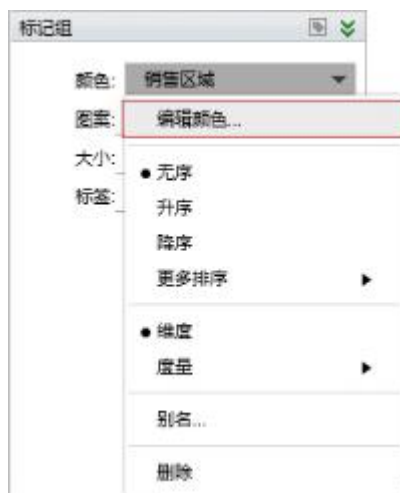 标记组
颜色: 销售区域
图案: 编辑颜色...
大小:
● 无序
标签:
升序
降序
更多排序
● 维度
度量
别名...
删除